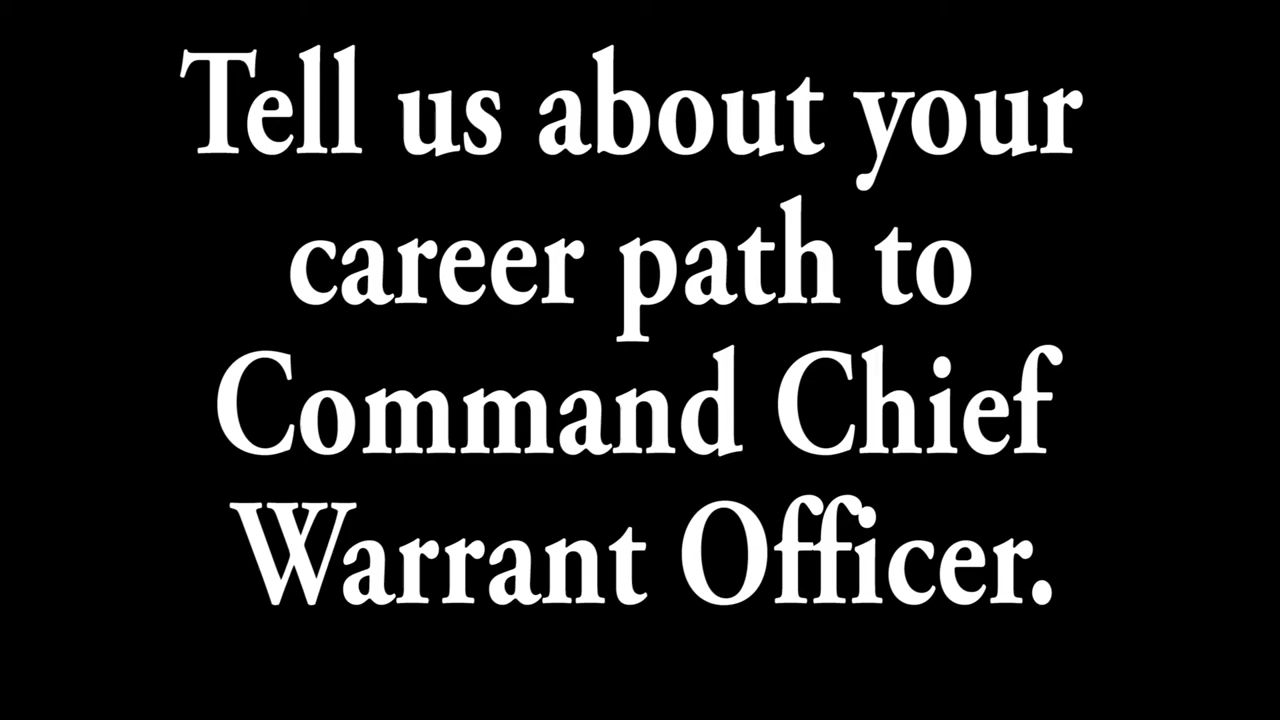 Tell us about your
career path to
Command Chief
Warrant Officer.